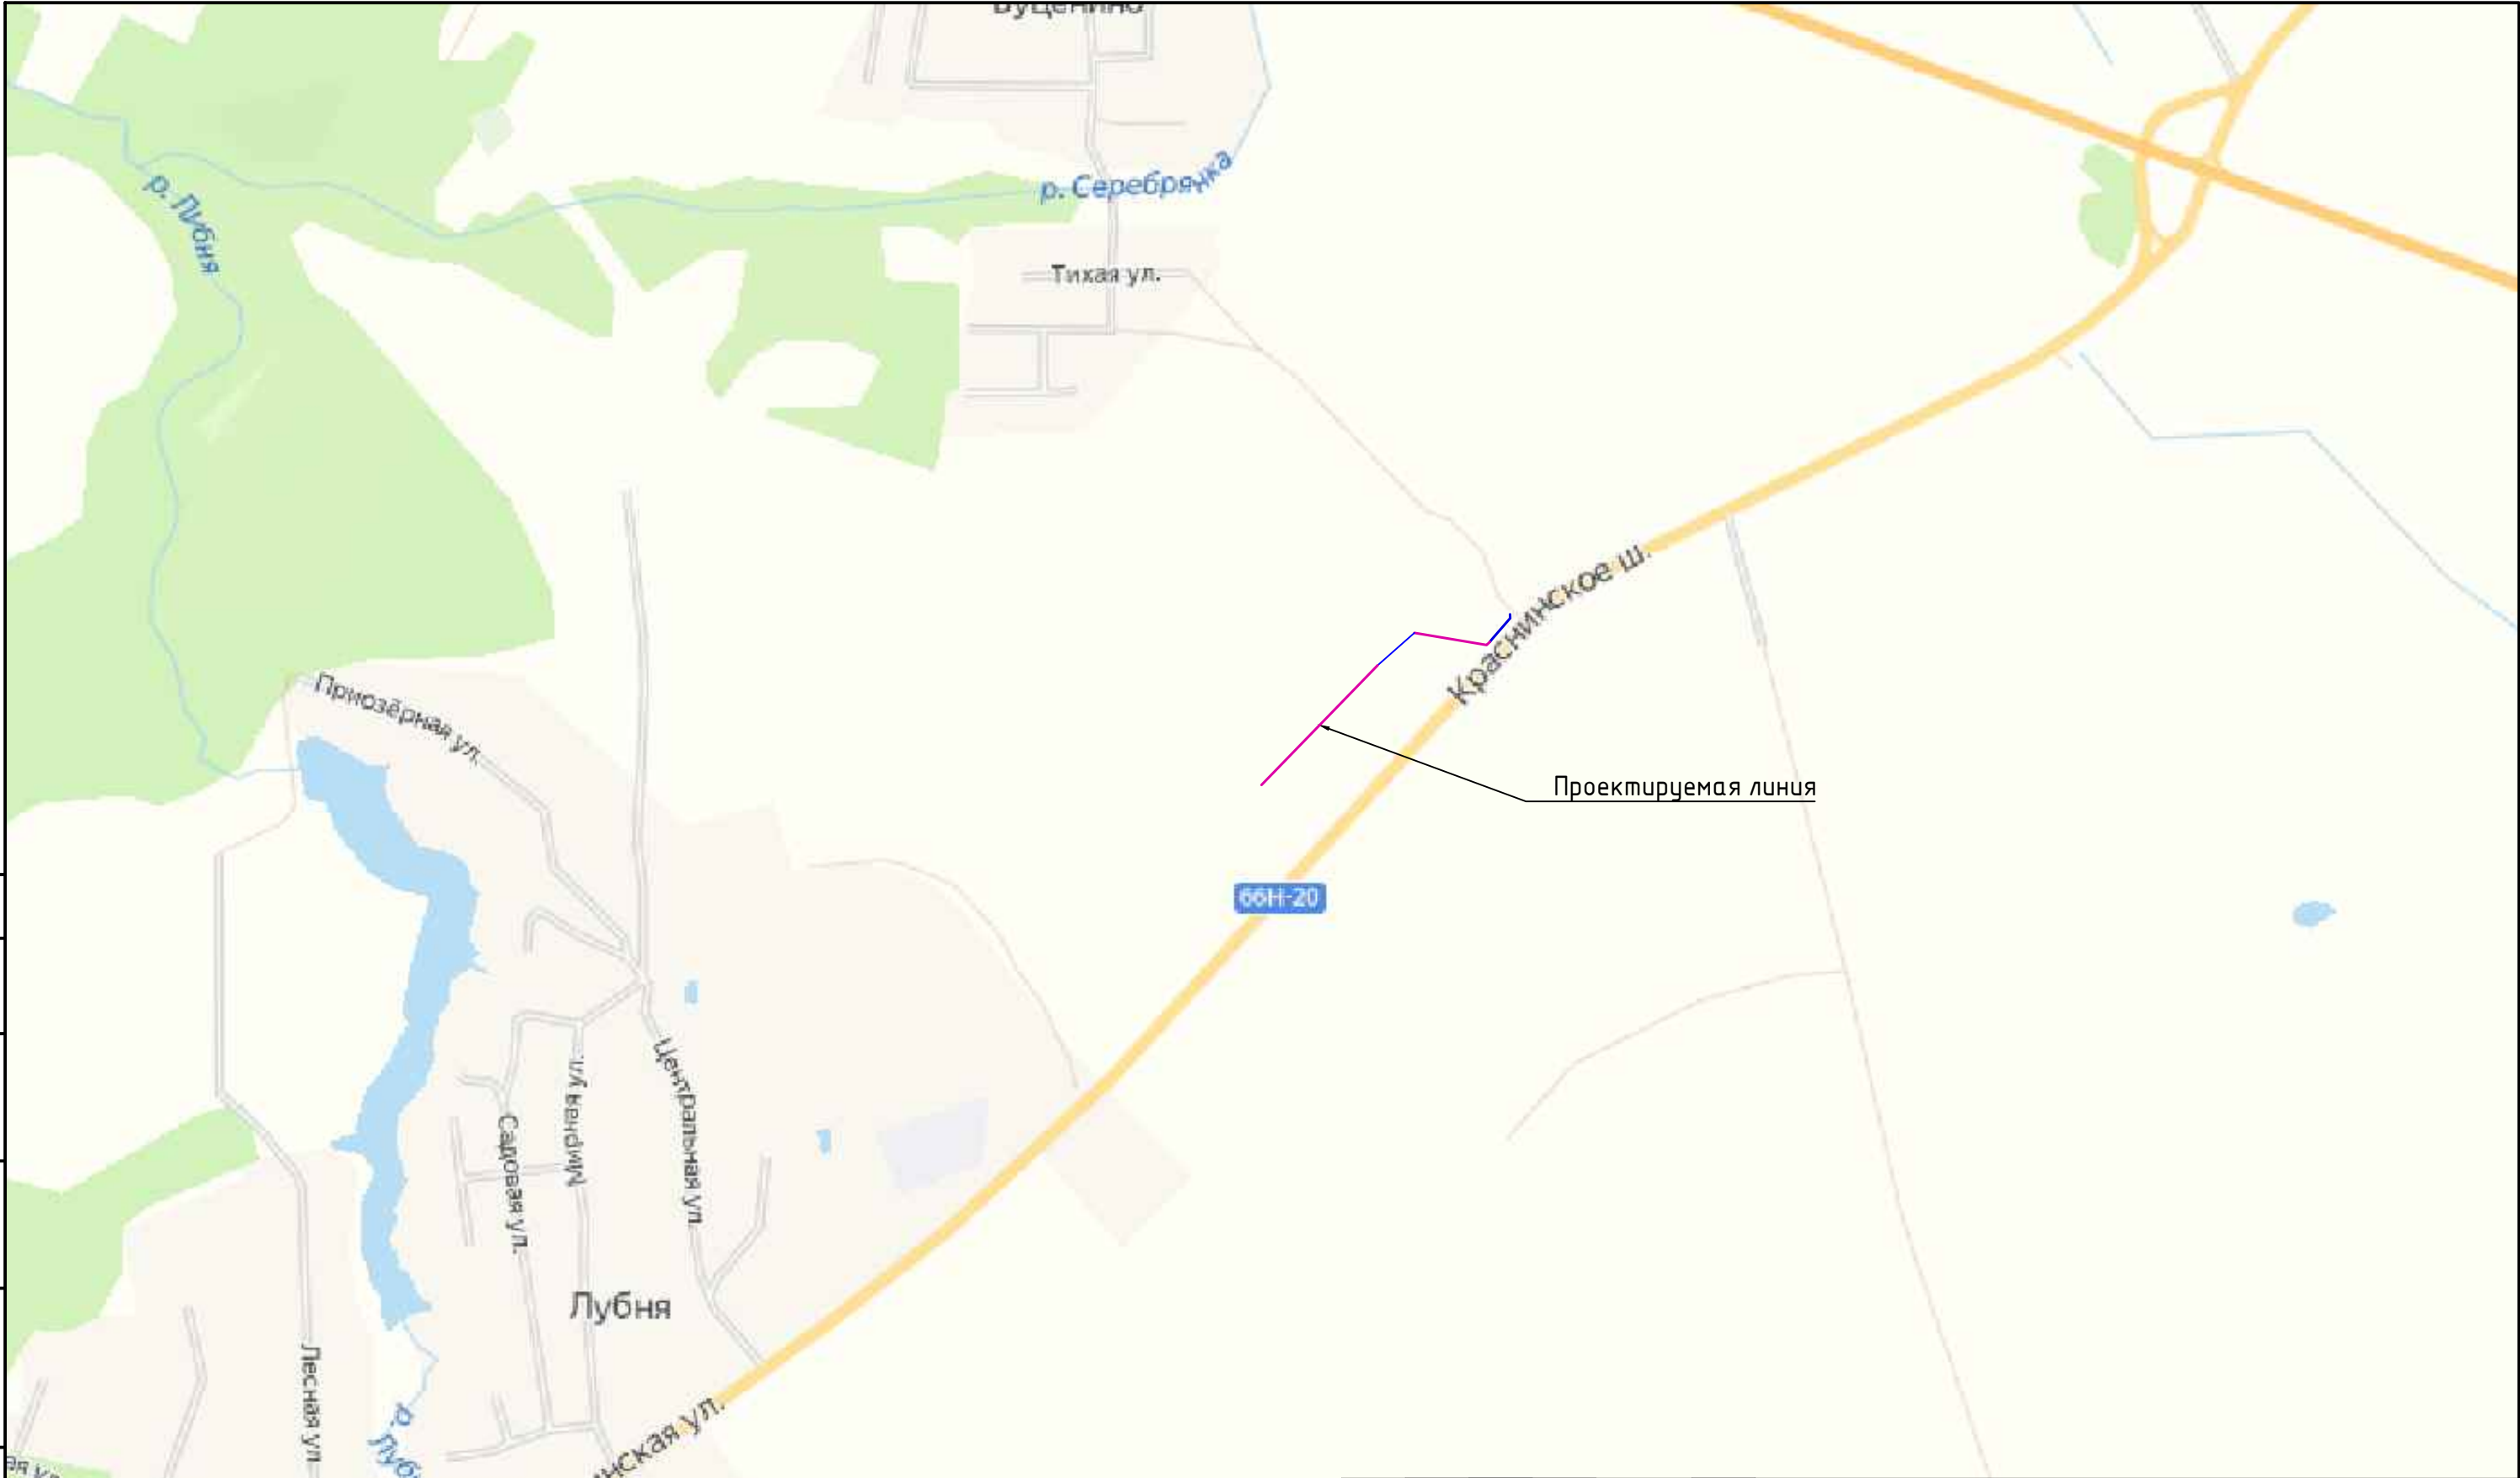 р. Лубня
р. Серебрянка
Тихая ул.
Краснинское ш.
Приозёрная ул.
Проектируемая линия
66Н-20
Центральная ул.
Мирная ул.
Садовая ул.
Лубня
Лесная ул
р.